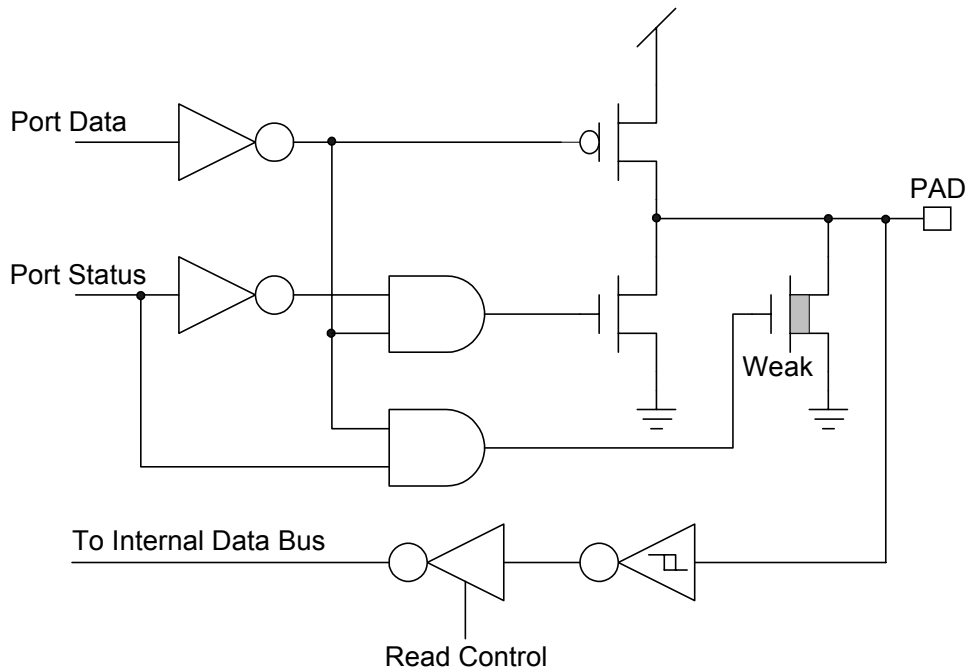 Port Data
PAD
Port Status
Weak
To Internal Data Bus
Read Control